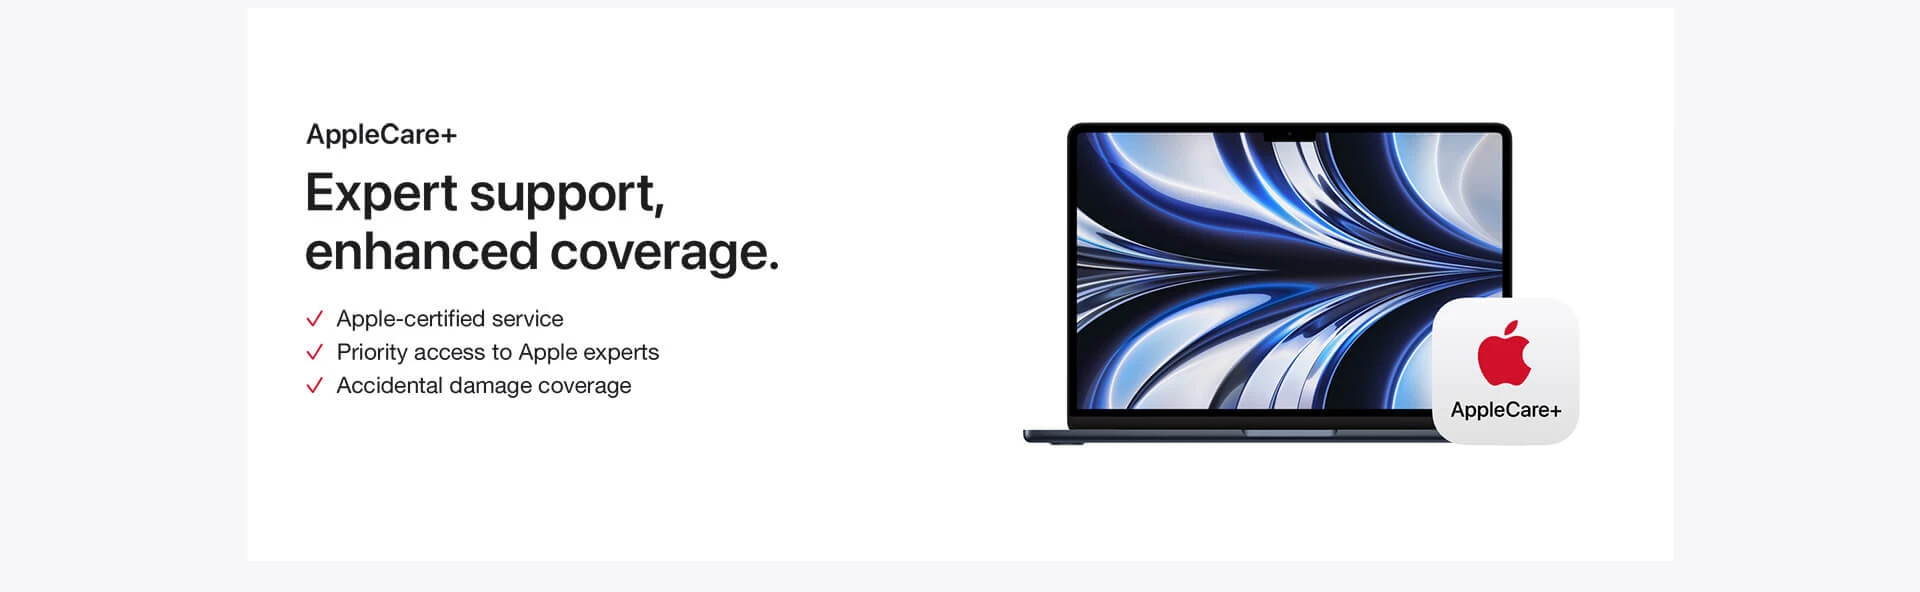 AppleCare+
Expert support,
enhanced coverage.
Apple-certified service
Priority access to Apple experts
Accidental damage coverage
AppleCare+